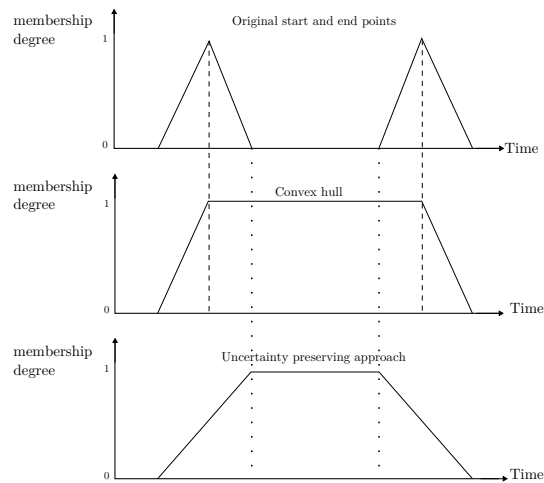 membership
degree
Original start and end points
1
0
Time
membership
degree
Convex hull
1
0
Time
membership
degree
Uncertainty preserving approach
1
0
Time